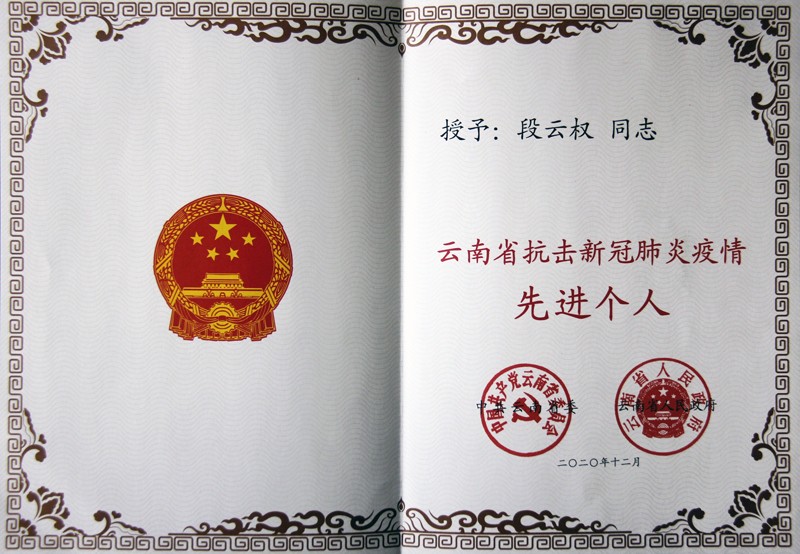 授予：段云权 同志
云南省抗击新冠肺炎疫情
先进个人
中国共产党云南省委员会
中共云南省委
云南省人民政府
云南省人民政府
二〇二〇年十二月